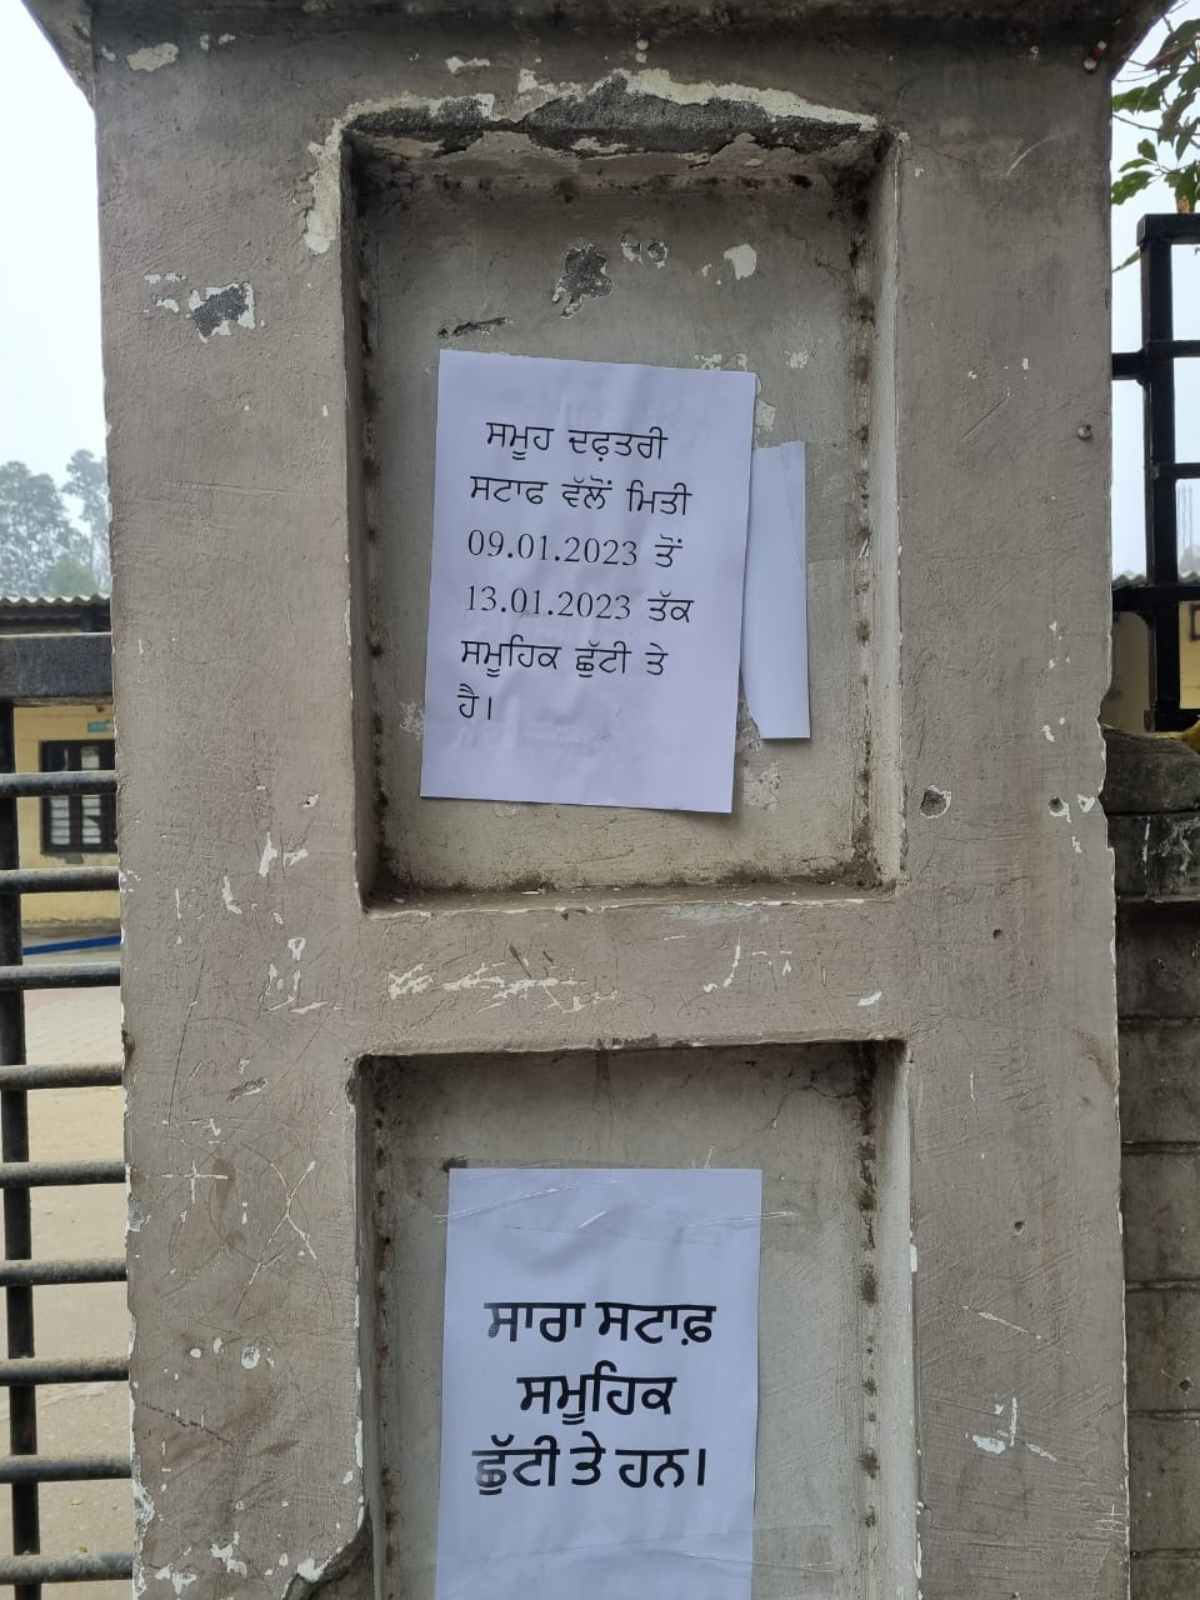 ਸਮੂਹ ਦਫ਼ਤਰੀ
ਸਟਾਫ ਵੱਲੋਂ ਮਿਤੀ
09.01.2023 ਤੋਂ
13.01.2023 ਤੱਕ
ਸਮੂਹਿਕ ਛੁੱਟੀ ਤੇ
ਹੈ।
ਸਾਰਾ ਸਟਾਫ਼
ਸਮੂਹਿਕ
ਛੁੱਟੀ ਤੇ ਹਨ।